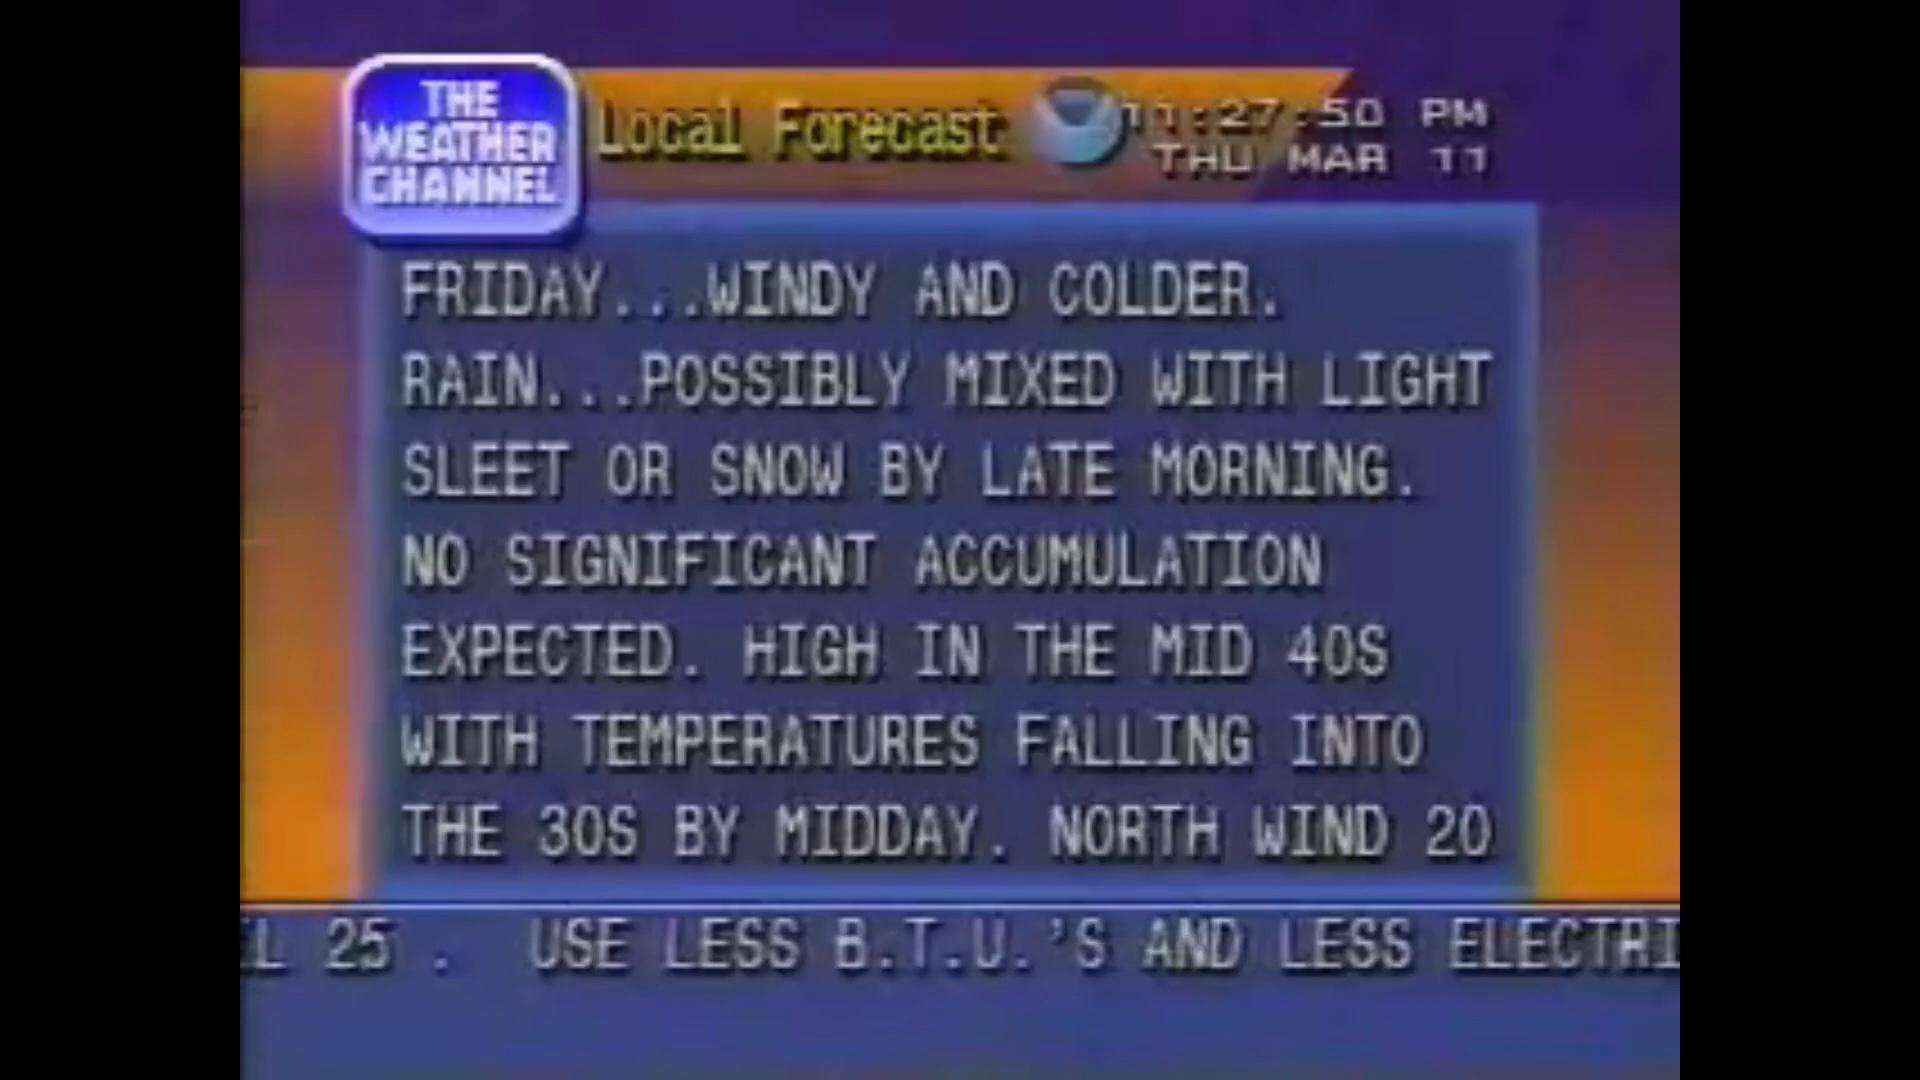 THE
WEATHER
CHANNEL
Local Forecast
11:27:50 PM
THU MAR 11
FRIDAY...WINDY AND COLDER.
RAIN...POSSIBLY MIXED WITH LIGHT
SLEET OR SNOW BY LATE MORNING.
NO SIGNIFICANT ACCUMULATION
EXPECTED. HIGH IN THE MID 40S
WITH TEMPERATURES FALLING INTO
THE 30S BY MIDDAY. NORTH WIND 20
EL 25 . USE LESS B.T.U.'S AND LESS ELECTRI